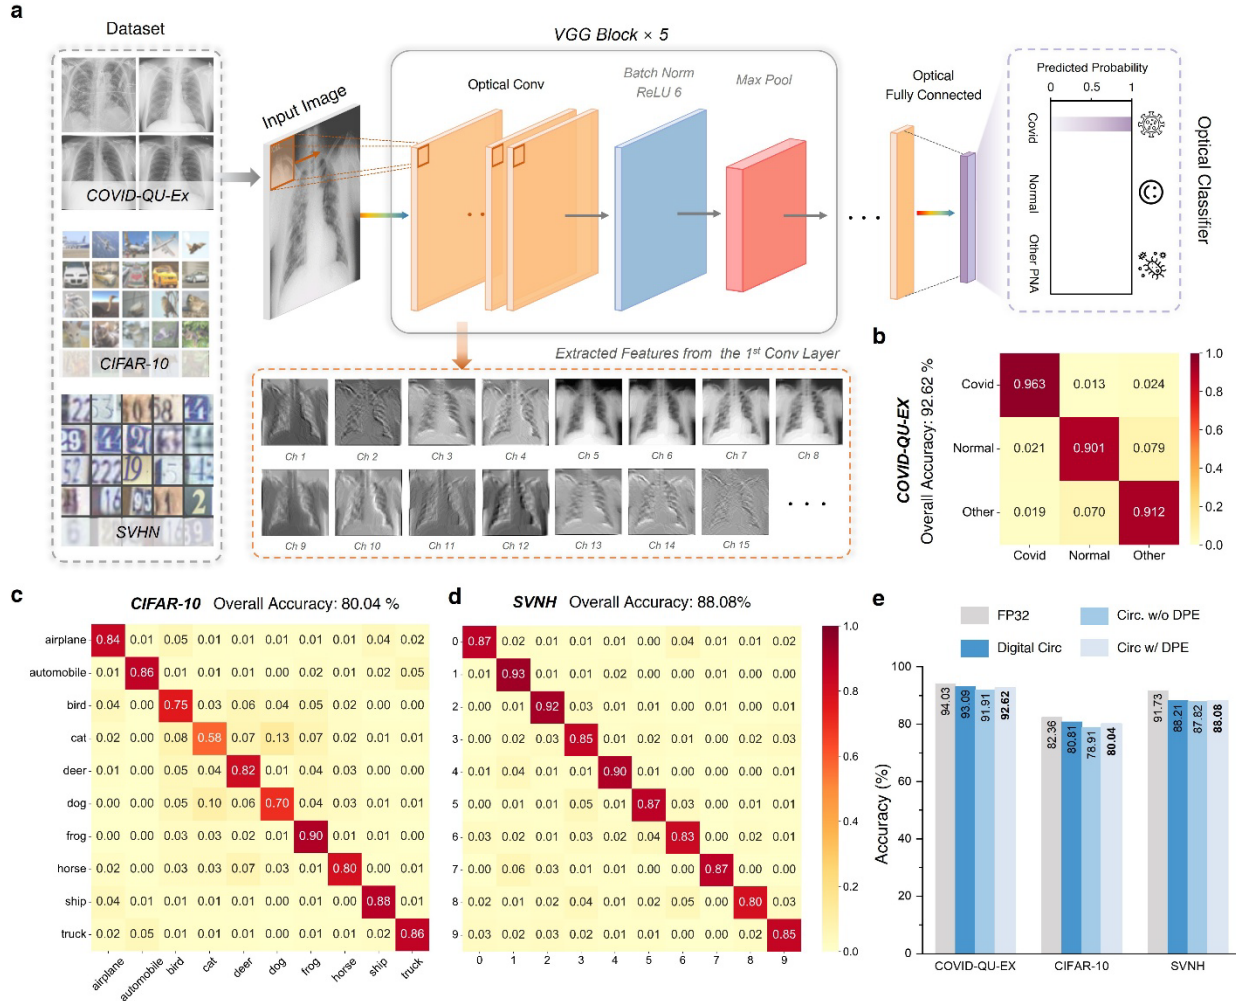 a
Dataset
COVID-QU-Ex
CIFAR-10
SVHN
Input Image
VGG Block × 5
Optical Conv
Batch Norm
ReLU 6
Max Pool
Optical
Fully Connected
Predicted Probability
0 0.5 1
Covid
Normal
Other PNA
Optical Classifier
Extracted Features from the 1st Conv Layer
Ch 1 Ch 2 Ch 3 Ch 4 Ch 5 Ch 6 Ch 7 Ch 8
Ch 9 Ch 10 Ch 11 Ch 12 Ch 13 Ch 14 Ch 15
b
COVID-QU-EX
Overall Accuracy: 92.62 %
Covid 0.963 0.013 0.024
Normal 0.021 0.901 0.079
Other 0.019 0.070 0.912
Covid Normal Other
1.0
0.8
0.6
0.4
0.2
0.0
c
CIFAR-10 Overall Accuracy: 80.04 %
airplane 0.84 0.01 0.05 0.01 0.01 0.01 0.01 0.01 0.04 0.02
automobile 0.01 0.86 0.01 0.01 0.01 0.00 0.02 0.01 0.02 0.05
bird 0.04 0.00 0.75 0.03 0.06 0.04 0.05 0.02 0.01 0.00
cat 0.02 0.00 0.08 0.58 0.07 0.13 0.07 0.02 0.01 0.01
deer 0.01 0.00 0.05 0.04 0.82 0.01 0.04 0.03 0.00 0.00
dog 0.00 0.00 0.05 0.10 0.06 0.70 0.04 0.03 0.01 0.01
frog 0.00 0.00 0.03 0.03 0.02 0.01 0.90 0.01 0.01 0.00
horse 0.02 0.00 0.03 0.03 0.07 0.03 0.01 0.80 0.00 0.01
ship 0.04 0.01 0.01 0.01 0.01 0.00 0.01 0.00 0.88 0.01
truck 0.02 0.05 0.01 0.01 0.00 0.00 0.01 0.01 0.02 0.86
airplane automobile bird cat deer dog frog horse ship truck
d
SVNH Overall Accuracy: 88.08%
0 0.87 0.02 0.01 0.01 0.01 0.00 0.04 0.01 0.01 0.02
1 0.01 0.93 0.01 0.01 0.02 0.00 0.00 0.01 0.00 0.00
2 0.00 0.01 0.92 0.02 0.01 0.01 0.00 0.01 0.01 0.01
3 0.00 0.02 0.02 0.85 0.01 0.04 0.01 0.01 0.02 0.02
4 0.01 0.04 0.01 0.01 0.90 0.01 0.01 0.00 0.00 0.01
5 0.00 0.01 0.01 0.05 0.01 0.87 0.03 0.00 0.01 0.01
6 0.03 0.02 0.01 0.02 0.02 0.04 0.83 0.00 0.02 0.01
7 0.01 0.06 0.03 0.01 0.01 0.00 0.00 0.87 0.00 0.00
8 0.02 0.01 0.02 0.04 0.01 0.02 0.05 0.00 0.80 0.03
9 0.03 0.02 0.03 0.02 0.01 0.02 0.00 0.00 0.02 0.85
0 1 2 3 4 5 6 7 8 9
1.0
0.8
0.6
0.4
0.2
0.0
e
FP32 Circ. w/o DPE
Digital Circ Circ w/ DPE
Accuracy (%)
100
80
60
40
20
0
94.03 93.09 91.91 92.62
82.36 80.81 78.91 80.04
91.73 88.21 87.82 88.08
COVID-QU-EX CIFAR-10 SVNH